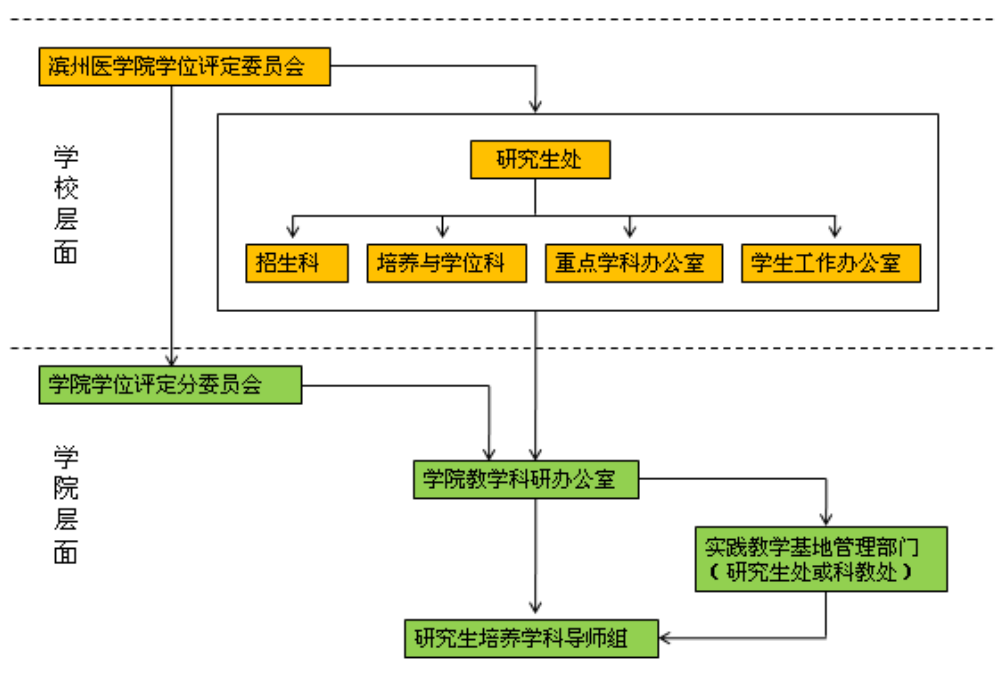 滨州医学院学位评定委员会
学校层面
研究生处
招生科
培养与学位科
重点学科办公室
学生工作办公室
学院学位评定分委员会
学院层面
学院教学科研办公室
实践教学基地管理部门
（研究生处或科教处）
研究生培养学科导师组